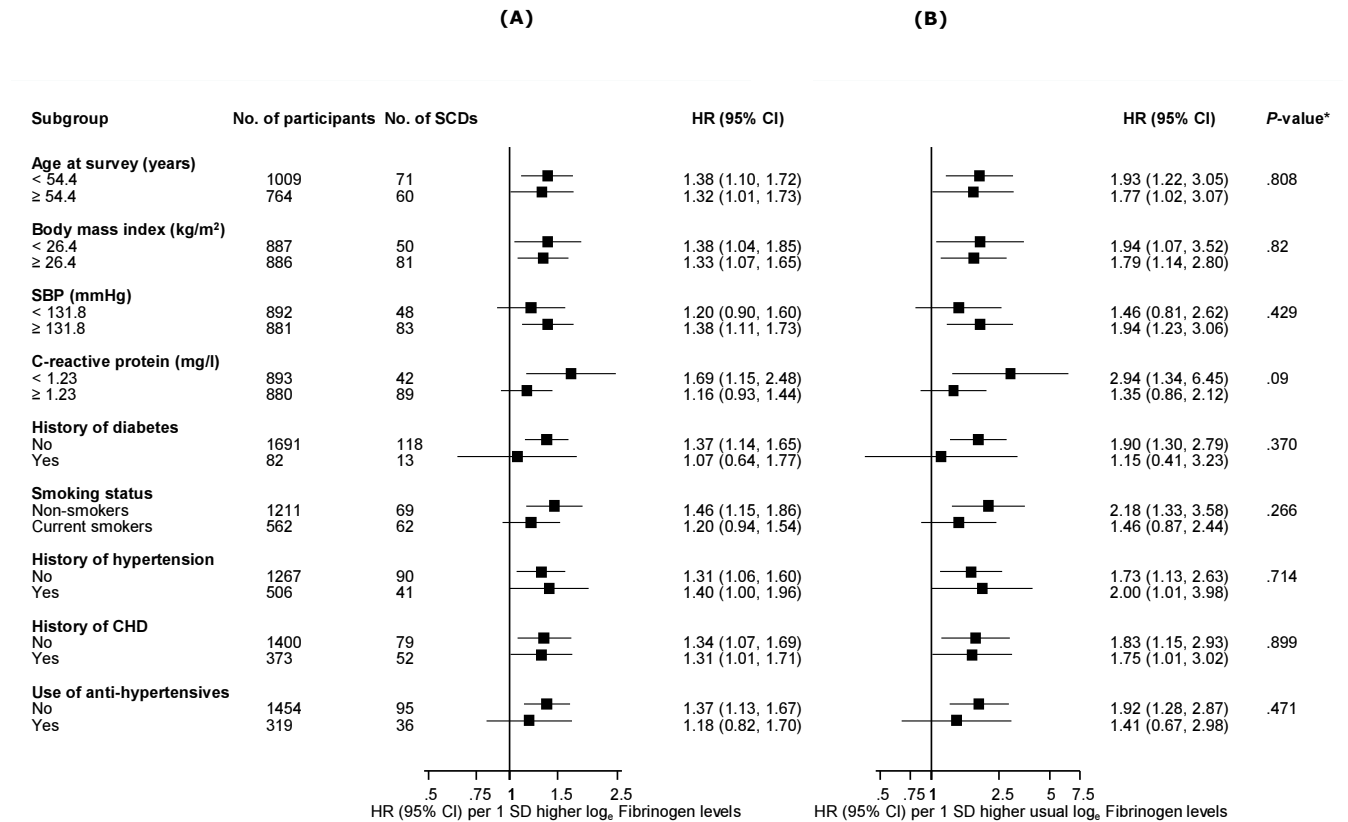 (A) (B)
Subgroup No. of participants No. of SCDs HR (95% CI) HR (95% CI) P-value*
Age at survey (years)
< 54.4 1009 71 1.38 (1.10, 1.72) 1.93 (1.22, 3.05) .808
≥ 54.4 764 60 1.32 (1.01, 1.73) 1.77 (1.02, 3.07)
Body mass index (kg/m²)
< 26.4 887 50 1.38 (1.04, 1.85) 1.94 (1.07, 3.52) .82
≥ 26.4 886 81 1.33 (1.07, 1.65) 1.79 (1.14, 2.80)
SBP (mmHg)
< 131.8 892 48 1.20 (0.90, 1.60) 1.46 (0.81, 2.62) .429
≥ 131.8 881 83 1.38 (1.11, 1.73) 1.94 (1.23, 3.06)
C-reactive protein (mg/l)
< 1.23 893 42 1.69 (1.15, 2.48) 2.94 (1.34, 6.45) .09
≥ 1.23 880 89 1.16 (0.93, 1.44) 1.35 (0.86, 2.12)
History of diabetes
No 1691 118 1.37 (1.14, 1.65) 1.90 (1.30, 2.79) .370
Yes 82 13 1.07 (0.64, 1.77) 1.15 (0.41, 3.23)
Smoking status
Non-smokers 1211 69 1.46 (1.15, 1.86) 2.18 (1.33, 3.58) .266
Current smokers 562 62 1.20 (0.94, 1.54) 1.46 (0.87, 2.44)
History of hypertension
No 1267 90 1.31 (1.06, 1.60) 1.73 (1.13, 2.63) .714
Yes 506 41 1.40 (1.00, 1.96) 2.00 (1.01, 3.98)
History of CHD
No 1400 79 1.34 (1.07, 1.69) 1.83 (1.15, 2.93) .899
Yes 373 52 1.31 (1.01, 1.71) 1.75 (1.01, 3.02)
Use of anti-hypertensives
No 1454 95 1.37 (1.13, 1.67) 1.92 (1.28, 2.87) .471
Yes 319 36 1.18 (0.82, 1.70) 1.41 (0.67, 2.98)
.5 .75 1 1.5 2.5 .5 .75 1 2.5 5 7.5
HR (95% CI) per 1 SD higher logₑ Fibrinogen levels HR (95% CI) per 1 SD higher usual logₑ Fibrinogen levels